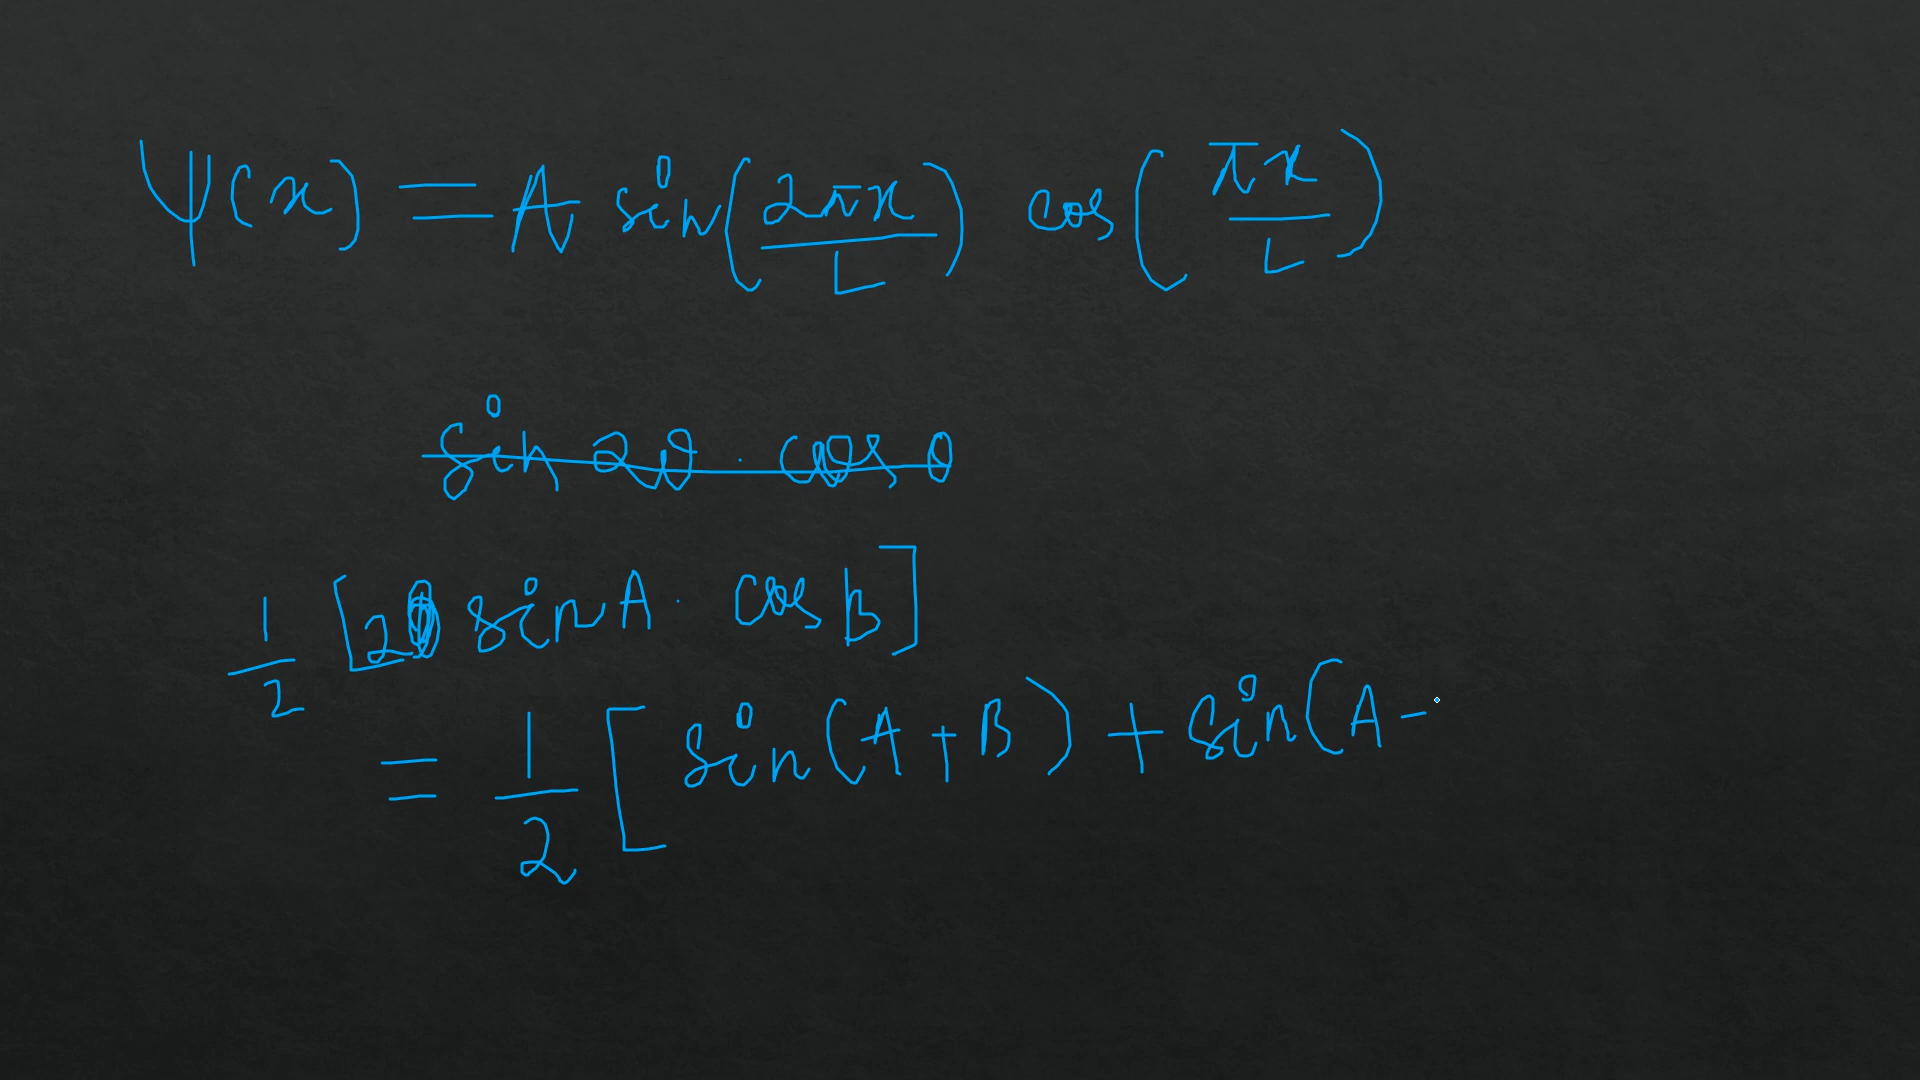 ψ(x) = A sin(2πx/L) cos(πx/L)
sin 2θ · cos θ
1/2 [2 sin A · cos B]
= 1/2 [ sin(A + B) + sin(A -